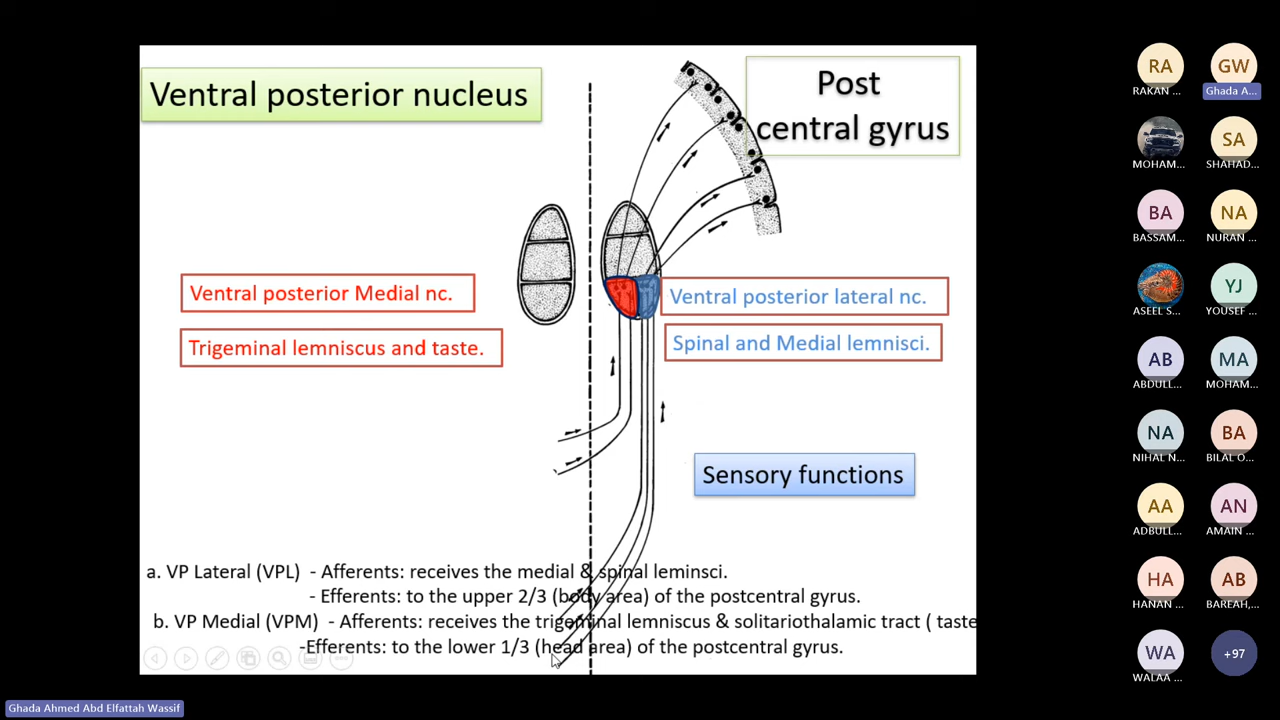 Ventral posterior nucleus
Post
central gyrus
Ventral posterior Medial nc.
Ventral posterior lateral nc.
Trigeminal lemniscus and taste.
Spinal and Medial lemnisci.
Sensory functions
a. VP Lateral (VPL) - Afferents: receives the medial & spinal leminsci.
- Efferents: to the upper 2/3 (body area) of the postcentral gyrus.
b. VP Medial (VPM) - Afferents: receives the trigeminal lemniscus & solitariothalamic tract ( taste
-Efferents: to the lower 1/3 (head area) of the postcentral gyrus.
RA
GW
RAKAN ...
Ghada A...
SA
MOHAM...
SHAHAD...
BA
NA
BASSAM...
NURAN ...
YJ
ASEEL S...
YOUSEF ...
AB
MA
ABDULL...
MOHAM...
NA
BA
NIHAL N...
BILAL O...
AA
AN
ADBULL...
AMAIN ...
HA
AB
HANAN ...
BAREAH,...
WA
+97
WALAA ...
Ghada Ahmed Abd Elfattah Wassif